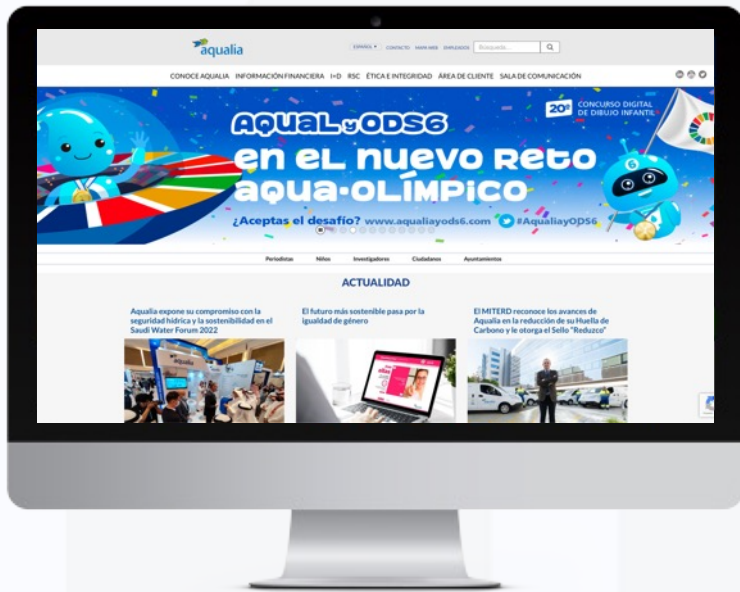 aqualia
ESPAÑOL
CONTACTO
MAPA WEB
EMPLEADOS
Búsqueda...
CONOCE AQUALIA
INFORMACIÓN FINANCIERA
I+D
RSC
ÉTICA E INTEGRIDAD
ÁREA DE CLIENTE
SALA DE COMUNICACIÓN
AQUAL y ODS6
en el nuevo reto
aqua-olímpico
¿Aceptas el desafío? www.aqualiayods6.com #AqualiayODS6
20º CONCURSO DIGITAL
DE DIBUJO INFANTIL
6
Periodistas
Niños
Investigadores
Ciudadanos
Ayuntamientos
ACTUALIDAD
Aqualia expone su compromiso con la
seguridad hídrica y la sostenibilidad en el
Saudi Water Forum 2022
El futuro más sostenible pasa por la
igualdad de género
El MITERD reconoce los avances de
Aqualia en la reducción de su Huella de
Carbono y le otorga el Sello "Reduzco"
aqualia